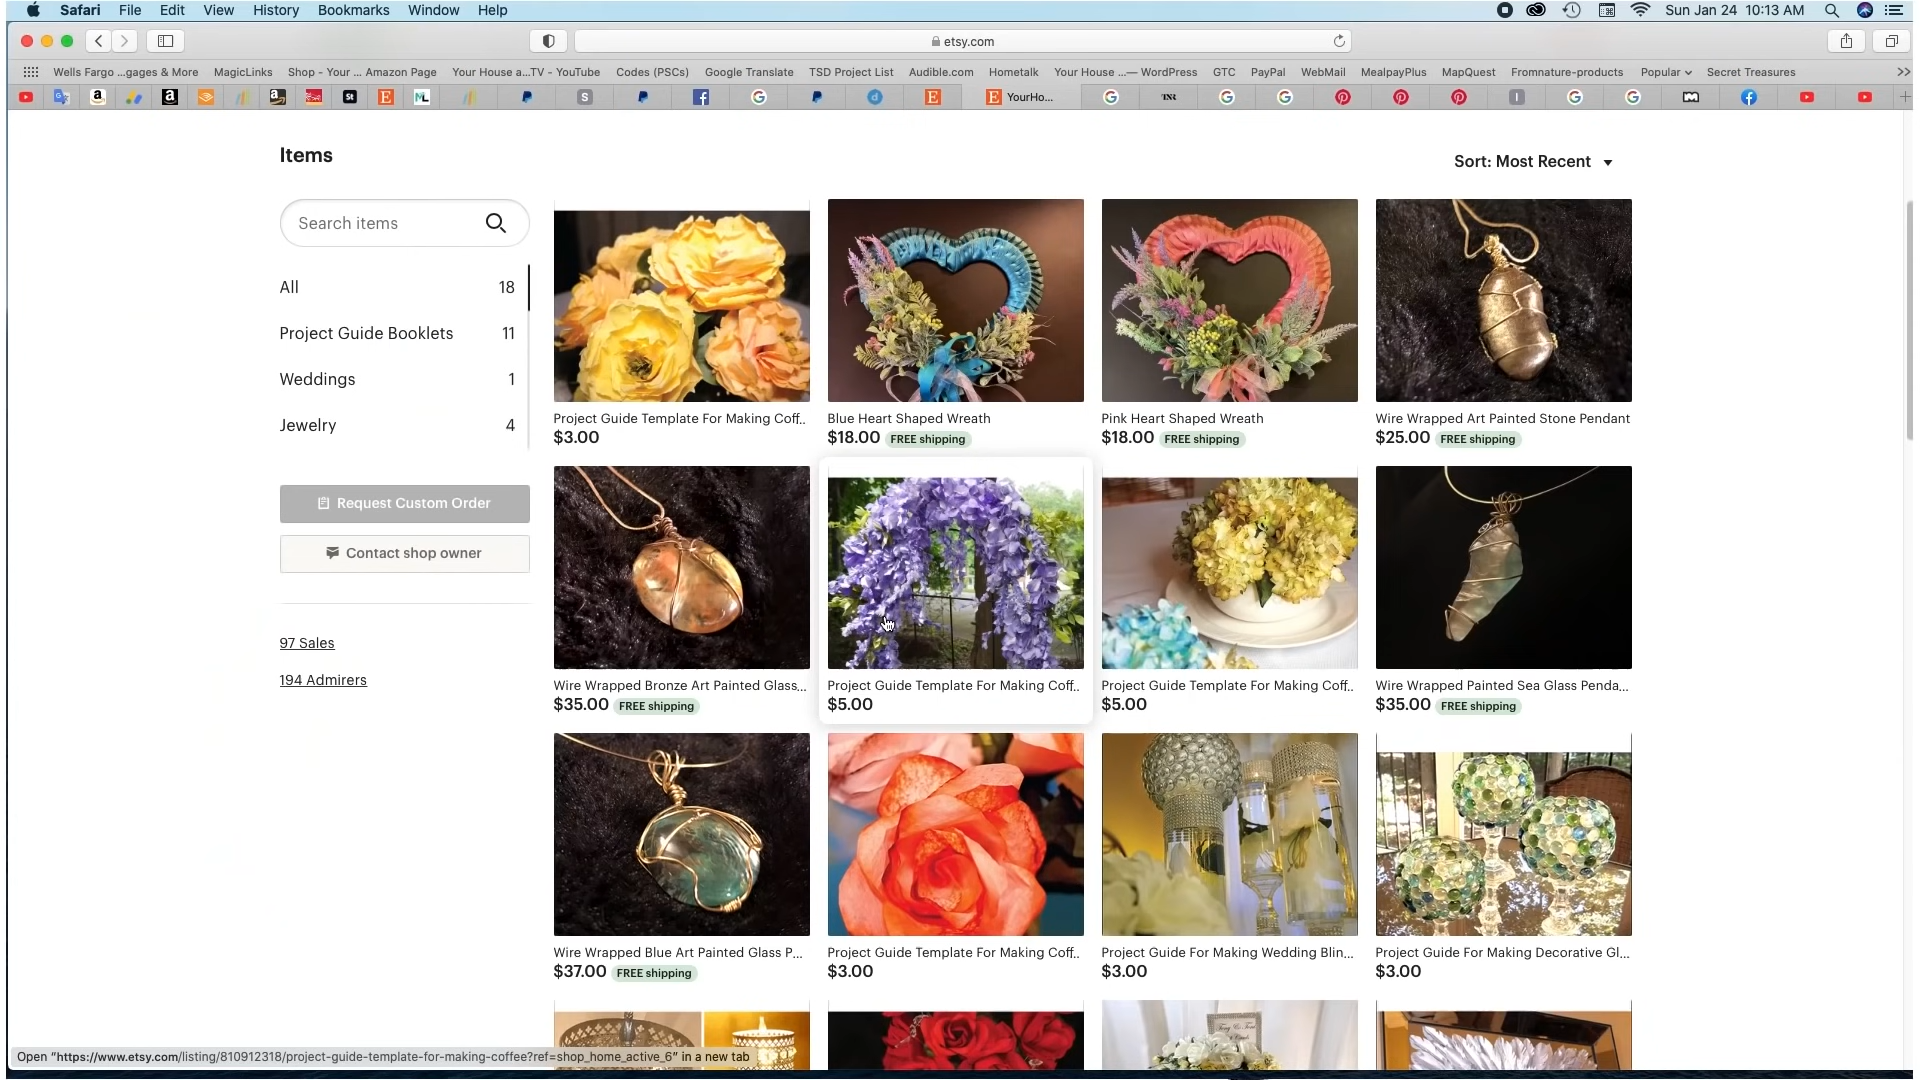 Safari File Edit View History Bookmarks Window Help Sun Jan 24 10:13 AM
etsy.com
Wells Fargo ...gages & More MagicLinks Shop - Your ... Amazon Page Your House a...TV - YouTube Codes (PSCs) Google Translate TSD Project List Audible.com Hometalk Your House ...— WordPress GTC PayPal WebMail MealpayPlus MapQuest Fromnature-products Popular Secret Treasures
YourHo...
Items
Sort: Most Recent
Search items
All 18
Project Guide Booklets 11
Weddings 1
Jewelry 4
Request Custom Order
Contact shop owner
97 Sales
194 Admirers
Project Guide Template For Making Coff..
$3.00
Blue Heart Shaped Wreath
$18.00 FREE shipping
Pink Heart Shaped Wreath
$18.00 FREE shipping
Wire Wrapped Art Painted Stone Pendant
$25.00 FREE shipping
Wire Wrapped Bronze Art Painted Glass...
$35.00 FREE shipping
Project Guide Template For Making Coff..
$5.00
Project Guide Template For Making Coff..
$5.00
Wire Wrapped Painted Sea Glass Penda...
$35.00 FREE shipping
Wire Wrapped Blue Art Painted Glass P...
$37.00 FREE shipping
Project Guide Template For Making Coff..
$3.00
Project Guide For Making Wedding Blin...
$3.00
Project Guide For Making Decorative Gl...
$3.00
Open "https://www.etsy.com/listing/810912318/project-guide-template-for-making-coffee?ref=shop_home_active_6" in a new tab